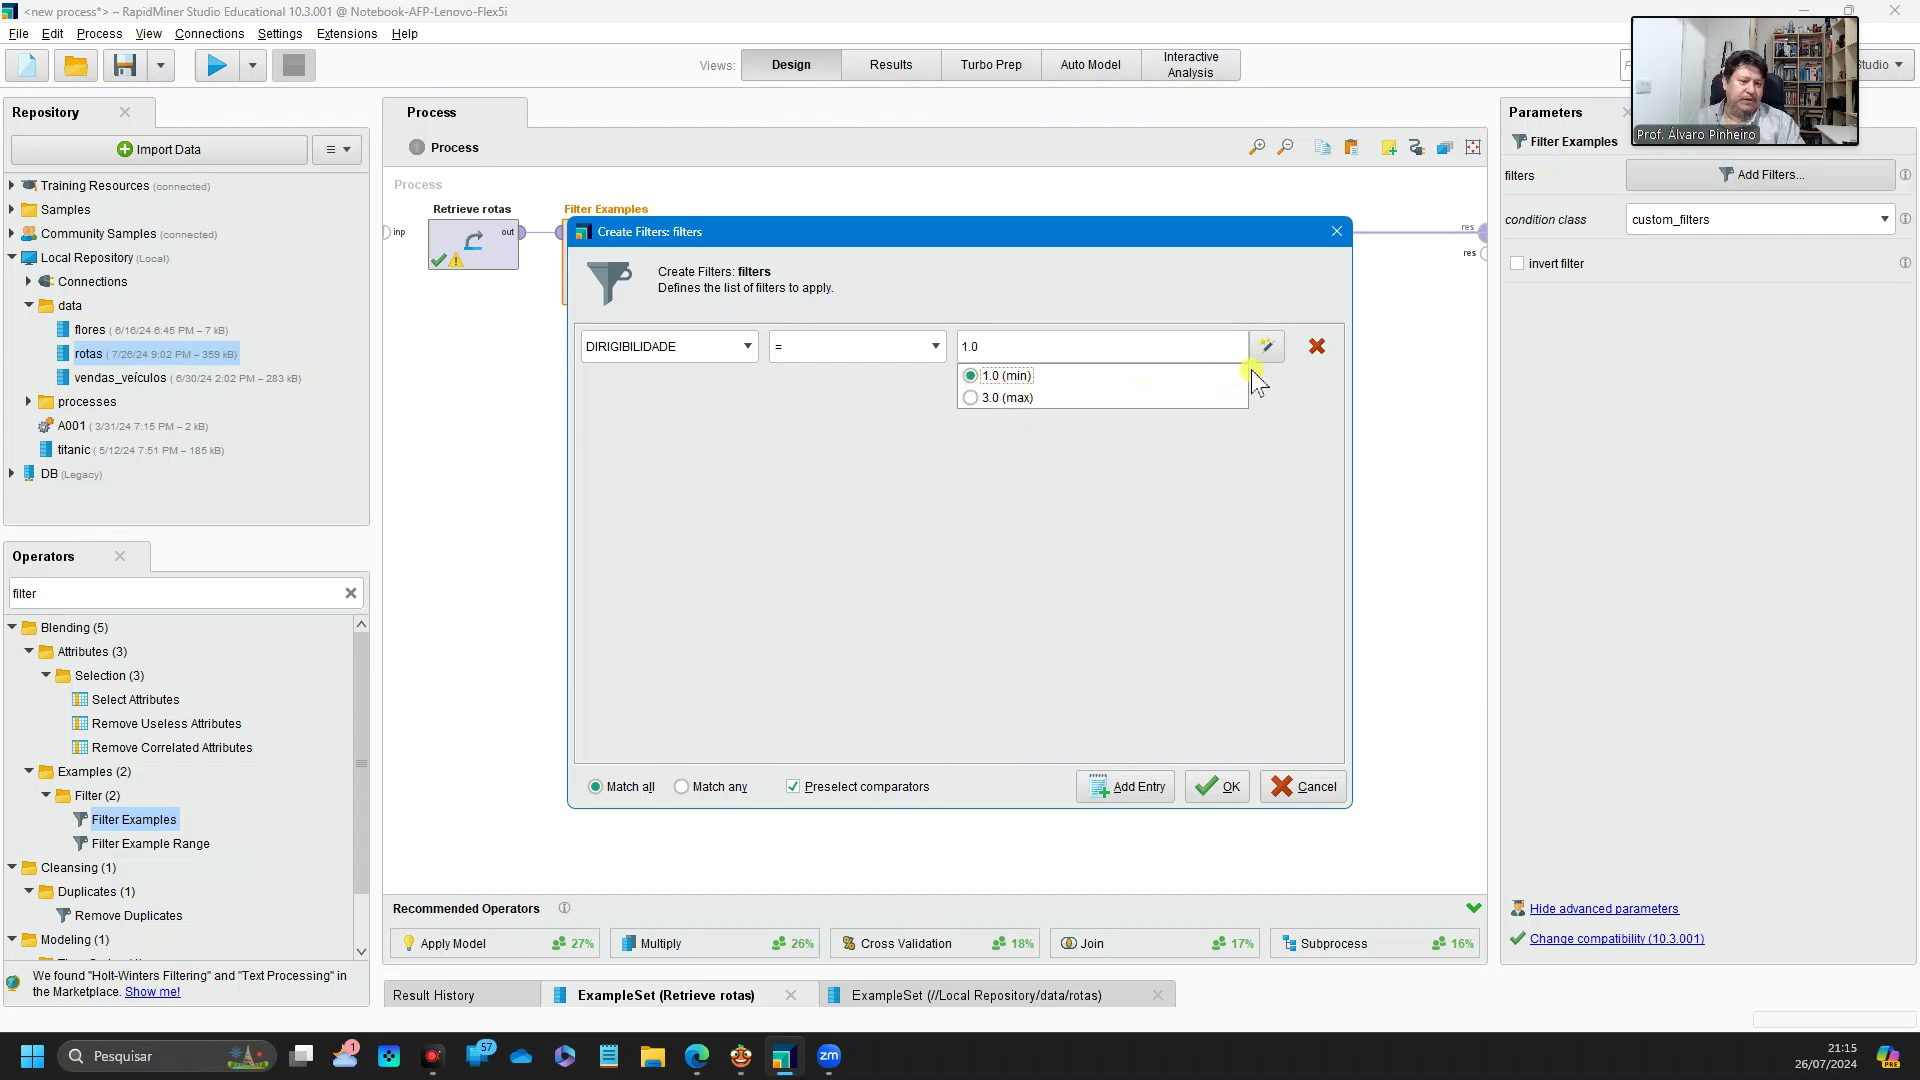 <new process*> – RapidMiner Studio Educational 10.3.001 @ Notebook-AFP-Lenovo-Flex5i
File Edit Process View Connections Settings Extensions Help
Views: Design Results Turbo Prep Auto Model Interactive Analysis
Studio
Prof. Álvaro Pinheiro
Repository
Import Data
Training Resources (connected)
Samples
Community Samples (connected)
Local Repository (Local)
Connections
data
flores ( 6/16/24 6:45 PM – 7 kB)
rotas ( 7/26/24 9:02 PM – 359 kB)
vendas_veículos ( 6/30/24 2:02 PM – 283 kB)
processes
A001 ( 3/31/24 7:15 PM – 2 kB)
titanic ( 5/12/24 7:51 PM – 185 kB)
DB (Legacy)
Operators
filter
Blending (5)
Attributes (3)
Selection (3)
Select Attributes
Remove Useless Attributes
Remove Correlated Attributes
Examples (2)
Filter (2)
Filter Examples
Filter Example Range
Cleansing (1)
Duplicates (1)
Remove Duplicates
Modeling (1)
We found "Holt-Winters Filtering" and "Text Processing" in
the Marketplace. Show me!
Process
Process
Process
Retrieve rotas
Filter Examples
inp
out
res
res
Create Filters: filters
Create Filters: filters
Defines the list of filters to apply.
DIRIGIBILIDADE = 1.0
1.0 (min)
3.0 (max)
Match all Match any Preselect comparators Add Entry OK Cancel
Recommended Operators
Apply Model 27% Multiply 26% Cross Validation 18% Join 17% Subprocess 16%
Result History ExampleSet (Retrieve rotas) ExampleSet (//Local Repository/data/rotas)
Parameters
Filter Examples
filters Add Filters...
condition class custom_filters
invert filter
Hide advanced parameters
Change compatibility (10.3.001)
Pesquisar
1
57
zm
PRE
21:15
26/07/2024